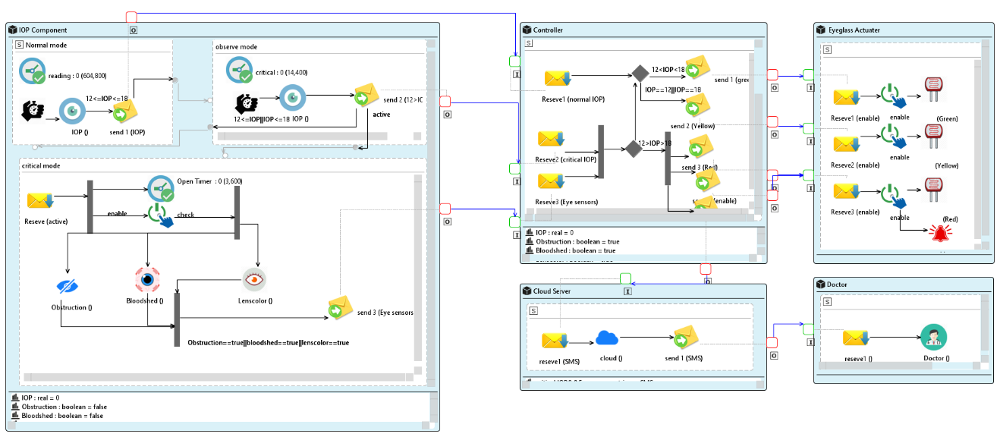 IOP Component
S Normal mode
reading : 0 (604,800)
12<=IOP<=18
IOP ()
send 1 (IOP)
O
observe mode
critical : 0 (14,400)
12<=IOP||IOP<=18
IOP ()
send 2 (12>IC
active
O
critical mode
Open Timer : 0 (3,600)
Reseve (active)
enable
check
Obstruction ()
Bloodshed ()
Lenscolor ()
send 3 (Eye sensors
Obstruction==true||bloodshed==true||lenscolor==true
O
IOP : real = 0
Obstruction : boolean = false
Bloodshed : boolean = false
Controller
S
I
Reseve1 (normal IOP)
12<IOP<18
send 1 (gree
IOP==12||IOP==18
send 2 (Yellow)
Reseve2 (critical IOP)
12>IOP>18
send 3 (Red)
Reseve3 (Eye sensors)
enable)
I
I
O
O
O
IOP : real = 0
Obstruction : boolean = true
Bloodshed : boolean = true
O
Eyeglass Actuater
S
I
Reseve1 (enable)
enable
(Green)
I
Reseve2 (enable)
enable
(Yellow)
I
Reseve3 (enable)
enable
(Red)
Cloud Server
I
S
reseve1 (SMS)
cloud ()
send 1 (SMS)
O
Doctor
S
I
reseve1 ()
Doctor ()